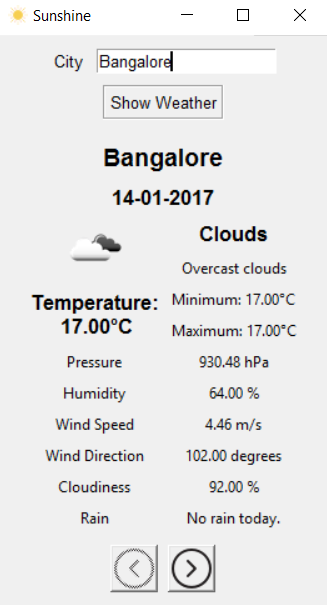 Sunshine
City Bangalore
Show Weather
Bangalore
14-01-2017
Clouds
Overcast clouds
Temperature:
17.00°C
Minimum: 17.00°C
Maximum: 17.00°C
Pressure 930.48 hPa
Humidity 64.00 %
Wind Speed 4.46 m/s
Wind Direction 102.00 degrees
Cloudiness 92.00 %
Rain No rain today.